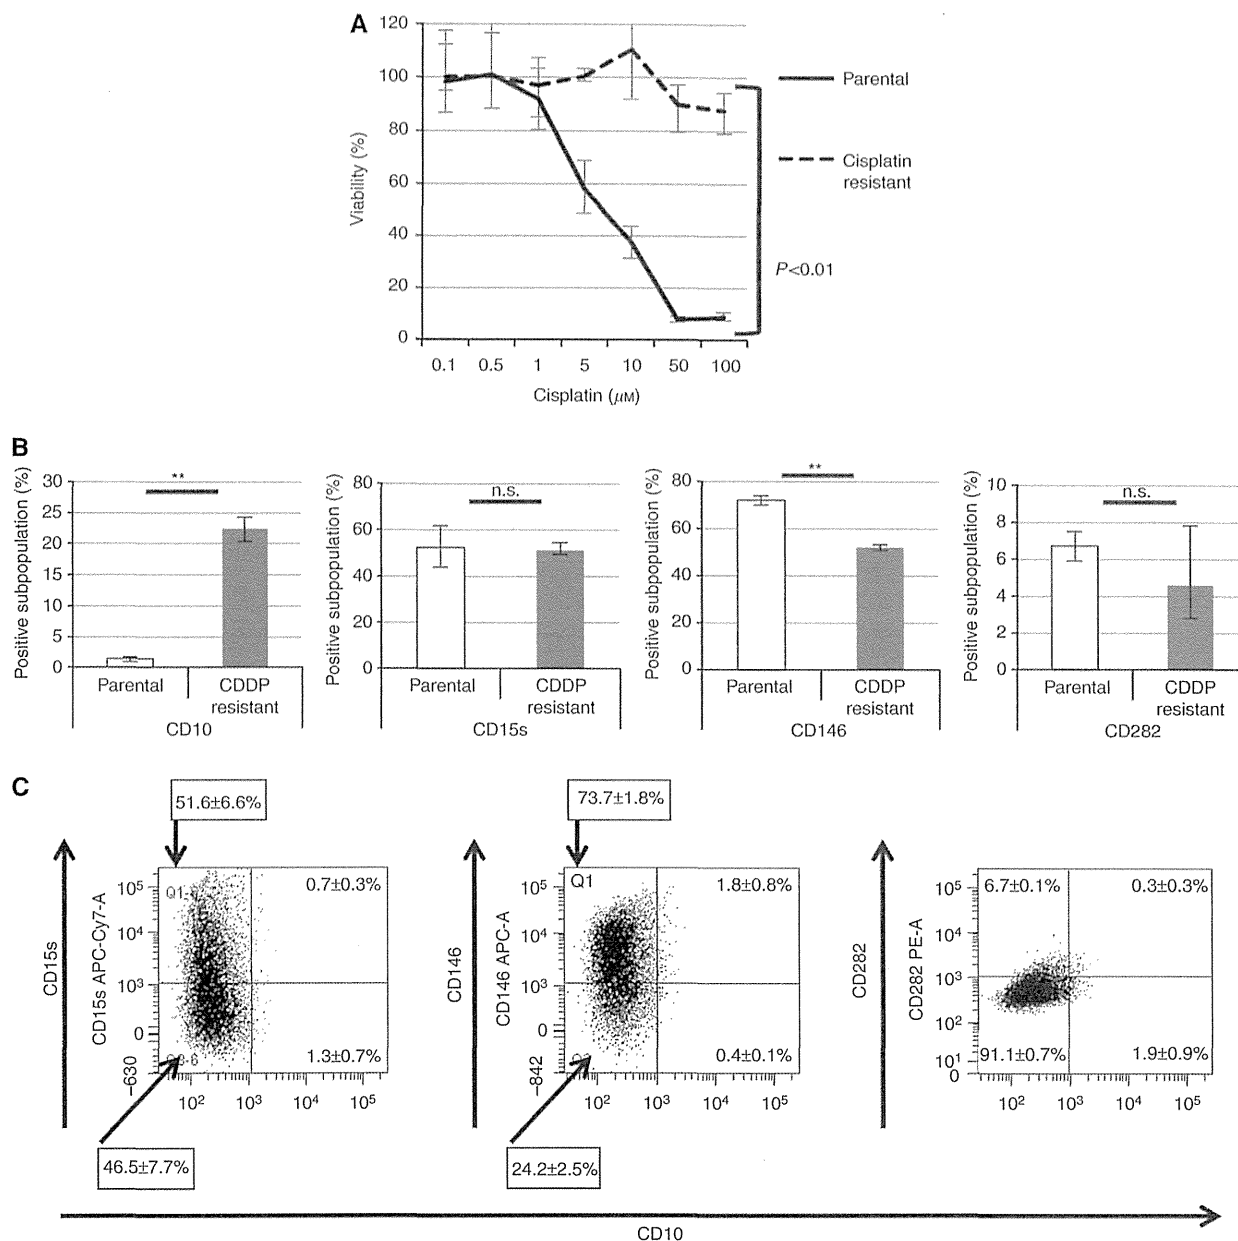 A
120
100
80
60
40
20
0
Viability (%)
0.1 0.5 1 5 10 50 100
Cisplatin (μM)
Parental
Cisplatin
resistant
P<0.01
B
Positive subpopulation (%)
30
25
20
15
10
5
0
**
Parental CDDP
resistant
CD10
Positive subpopulation (%)
80
60
40
20
0
n.s.
Parental CDDP
resistant
CD15s
Positive subpopulation (%)
80
60
40
20
0
**
Parental CDDP
resistant
CD146
Positive subpopulation (%)
10
8
6
4
2
0
n.s.
Parental CDDP
resistant
CD282
C
51.6±6.6%
CD15s
CD15s APC-Cy7-A
10⁵
10⁴
10³
0
−630
Q1-
0.7±0.3%
1.3±0.7%
10² 10³ 10⁴ 10⁵
46.5±7.7%
73.7±1.8%
CD146
CD146 APC-A
10⁵
10⁴
10³
0
−842
Q1
1.8±0.8%
0.4±0.1%
10² 10³ 10⁴ 10⁵
24.2±2.5%
CD282
CD282 PE-A
10⁵
10⁴
10³
10²
10¹
0
6.7±0.1% 0.3±0.3%
91.1±0.7% 1.9±0.9%
10² 10³ 10⁴ 10⁵
CD10